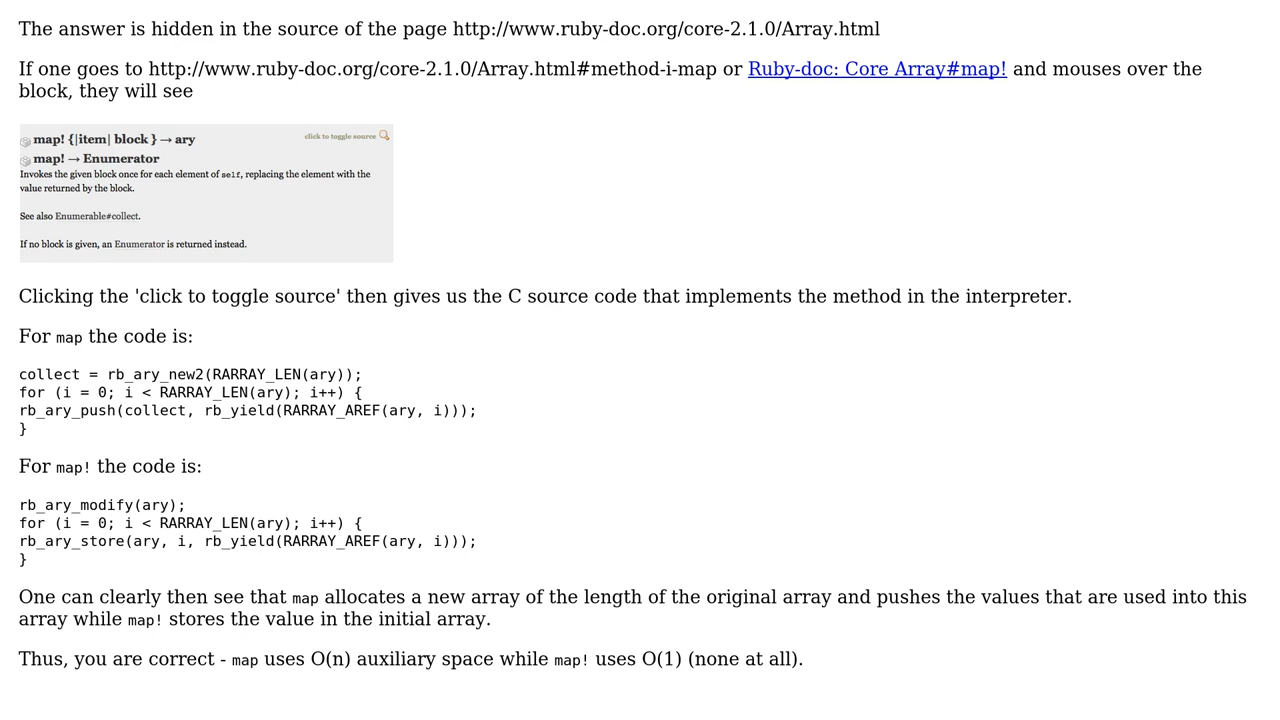 The answer is hidden in the source of the page http://www.ruby-doc.org/core-2.1.0/Array.html
If one goes to http://www.ruby-doc.org/core-2.1.0/Array.html#method-i-map or Ruby-doc: Core Array#map! and mouses over the
block, they will see
map! {|item| block } → ary
click to toggle source
map! → Enumerator
Invokes the given block once for each element of self, replacing the element with the
value returned by the block.
See also Enumerable#collect.
If no block is given, an Enumerator is returned instead.
Clicking the 'click to toggle source' then gives us the C source code that implements the method in the interpreter.
For map the code is:
collect = rb_ary_new2(RARRAY_LEN(ary));
for (i = 0; i < RARRAY_LEN(ary); i++) {
rb_ary_push(collect, rb_yield(RARRAY_AREF(ary, i)));
}
For map! the code is:
rb_ary_modify(ary);
for (i = 0; i < RARRAY_LEN(ary); i++) {
rb_ary_store(ary, i, rb_yield(RARRAY_AREF(ary, i)));
}
One can clearly then see that map allocates a new array of the length of the original array and pushes the values that are used into this
array while map! stores the value in the initial array.
Thus, you are correct - map uses O(n) auxiliary space while map! uses O(1) (none at all).